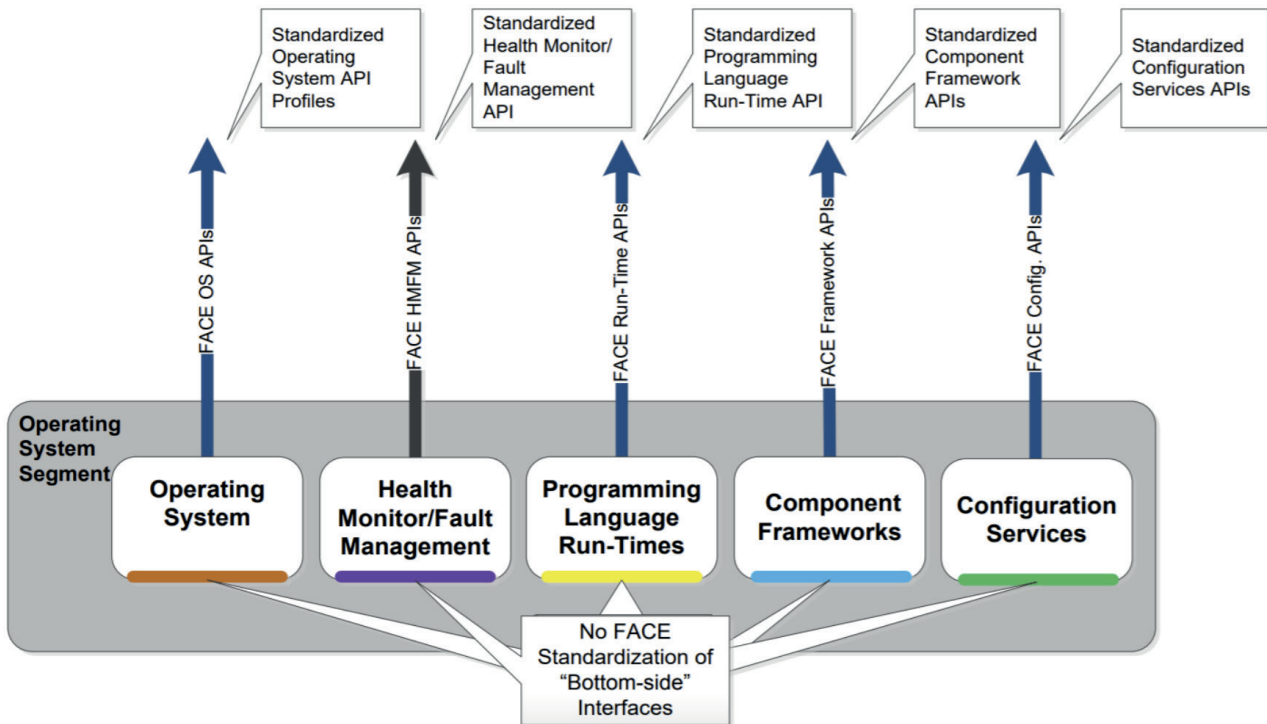 Standardized
Operating
System API
Profiles
Standardized
Health Monitor/
Fault
Management
API
Standardized
Programming
Language
Run-Time API
Standardized
Component
Framework
APIs
Standardized
Configuration
Services APIs
FACE OS APIs
FACE HMFM APIs
FACE Run-Time APIs
FACE Framework APIs
FACE Config. APIs
Operating
System
Segment
Operating
System
Health
Monitor/Fault
Management
Programming
Language
Run-Times
Component
Frameworks
Configuration
Services
No FACE
Standardization of
“Bottom-side”
Interfaces